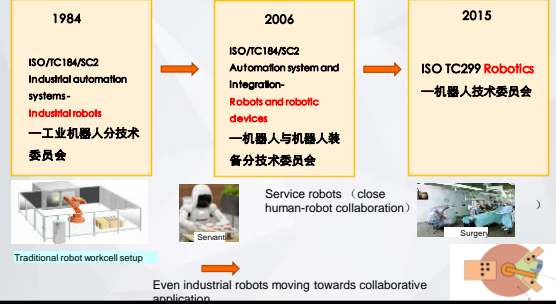 1984
ISO/TC184/SC2
Industrial automation
systems-
Industrial robots
—工业机器人分技术
委员会
2006
ISO/TC184/SC2
Automation system and
integration-
Robots and robotic
devices
—机器人与机器人装
备分技术委员会
2015
ISO TC299 Robotics
—机器人技术委员会
Traditional robot workcell setup
Servant
Service robots （close
human-robot collaboration）
Surgery
）
Even industrial robots moving towards collaborative
application